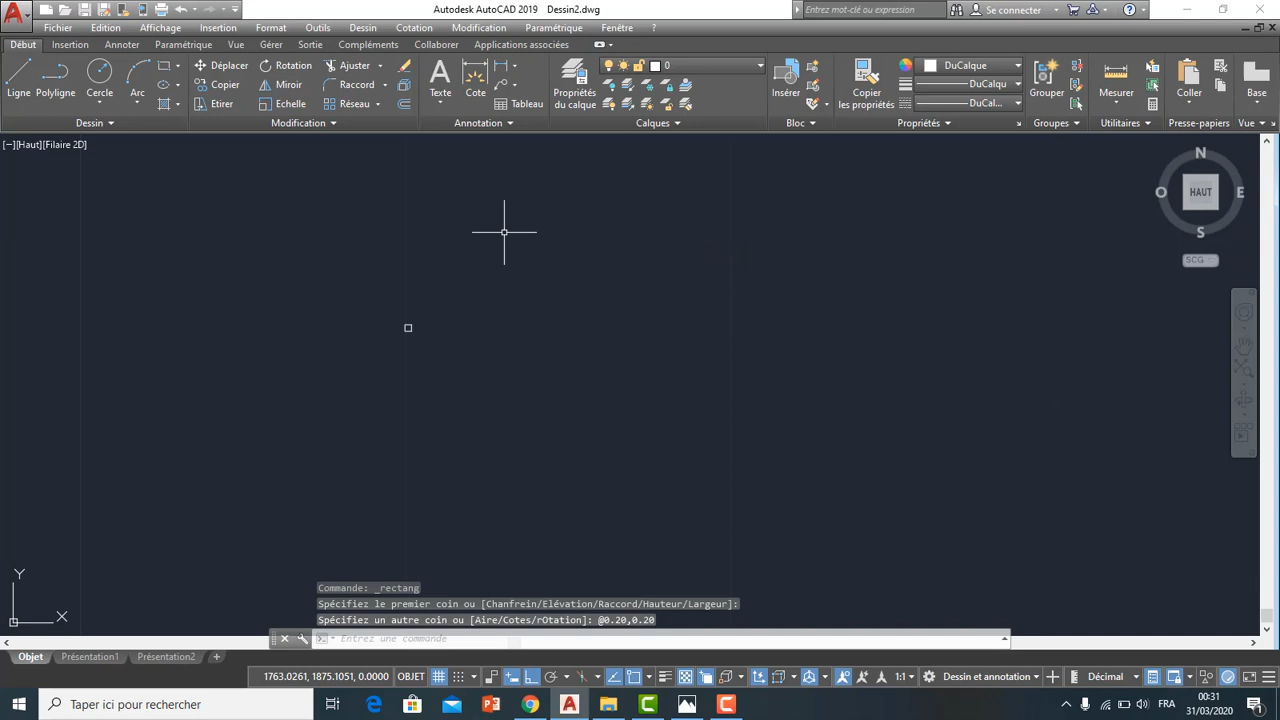 Autodesk AutoCAD 2019 Dessin2.dwg
Entrez mot-clé ou expression
Se connecter
Fichier Edition Affichage Insertion Format Outils Dessin Cotation Modification Paramétrique Fenêtre ?
Début Insertion Annoter Paramétrique Vue Gérer Sortie Compléments Collaborer Applications associées
Ligne Polyligne Cercle Arc
Déplacer Rotation Ajuster
Copier Miroir Raccord
Etirer Echelle Réseau
Texte Cote Tableau
Propriétés du calque
0
Insérer
Copier les propriétés
DuCalque
DuCalqu
DuCal...
Grouper Mesurer Coller Base
Dessin Modification Annotation Calques Bloc Propriétés Groupes Utilitaires Presse-papiers Vue
[−][Haut][Filaire 2D]
N
O HAUT E
S
SCG
Y
X
Commande: _rectang
Spécifiez le premier coin ou [Chanfrein/Elévation/Raccord/Hauteur/Largeur]:
Spécifiez un autre coin ou [Aire/Cotes/rOtation]: @0.20,0.20
Entrez une commande
Objet Présentation1 Présentation2 +
1763.0261, 1875.1051, 0.0000 OBJET 1:1 Dessin et annotation Décimal
Taper ici pour rechercher
FRA
00:31
31/03/2020
1